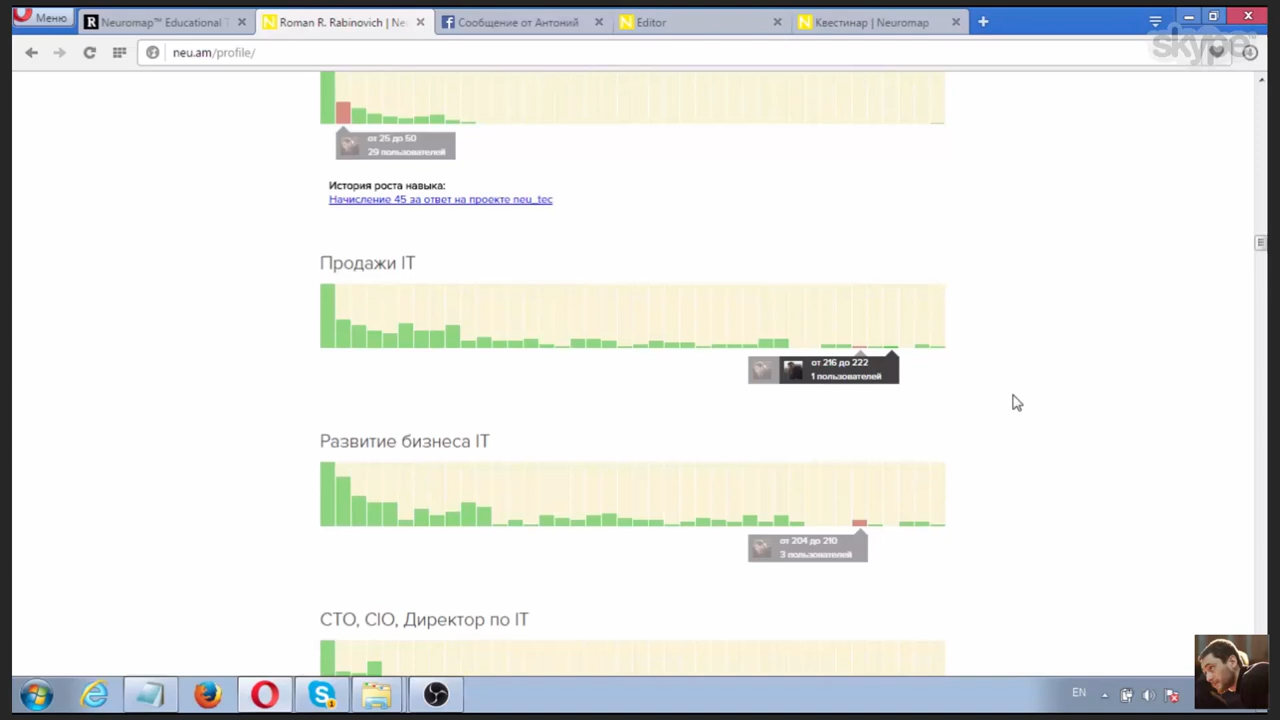 Меню
Neuromap™ Educational T
Roman R. Rabinovich | Ne
Сообщение от Антоний
Editor
Квестинар | Neuromap
skype
neu.am/profile/
от 25 до 50
29 пользователей
История роста навыка:
Начисление 45 за ответ на проекте neu_tec
Продажи IT
от 216 до 222
1 пользователей
Развитие бизнеса IT
от 204 до 210
3 пользователей
CTO, CIO, Директор по IT
EN